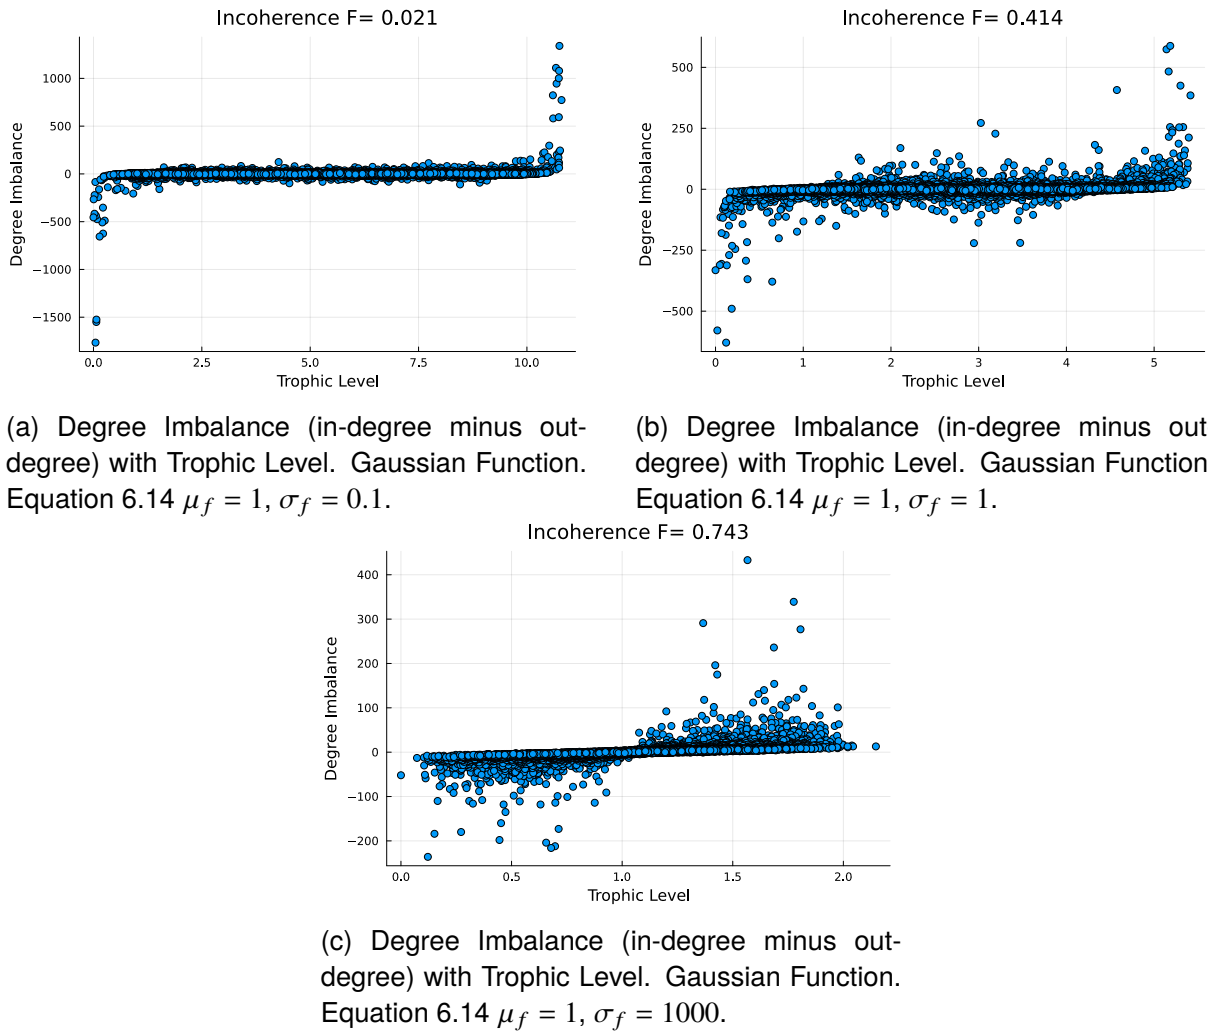 Incoherence F= 0.021
Degree Imbalance
1000
500
0
−500
−1000
−1500
0.0 2.5 5.0 7.5 10.0
Trophic Level
(a) Degree Imbalance (in-degree minus out-
degree) with Trophic Level. Gaussian Function.
Equation 6.14 μf = 1, σf = 0.1.
Incoherence F= 0.414
Degree Imbalance
500
250
0
−250
−500
0 1 2 3 4 5
Trophic Level
(b) Degree Imbalance (in-degree minus out
degree) with Trophic Level. Gaussian Function
Equation 6.14 μf = 1, σf = 1.
Incoherence F= 0.743
Degree Imbalance
400
300
200
100
0
−100
−200
0.0 0.5 1.0 1.5 2.0
Trophic Level
(c) Degree Imbalance (in-degree minus out-
degree) with Trophic Level. Gaussian Function.
Equation 6.14 μf = 1, σf = 1000.